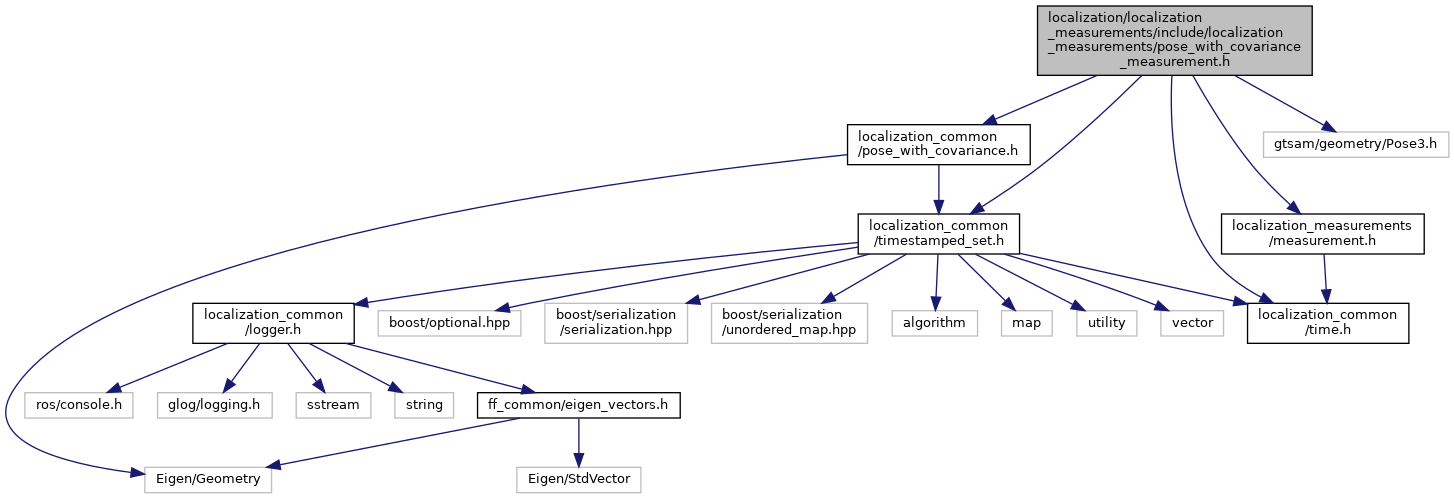 localization/localization
_measurements/include/localization
_measurements/pose_with_covariance
_measurement.h
localization_common
/pose_with_covariance.h
gtsam/geometry/Pose3.h
localization_common
/timestamped_set.h
localization_measurements
/measurement.h
localization_common
/logger.h
boost/optional.hpp
boost/serialization
/serialization.hpp
boost/serialization
/unordered_map.hpp
algorithm
map
utility
vector
localization_common
/time.h
ros/console.h
glog/logging.h
sstream
string
ff_common/eigen_vectors.h
Eigen/Geometry
Eigen/StdVector